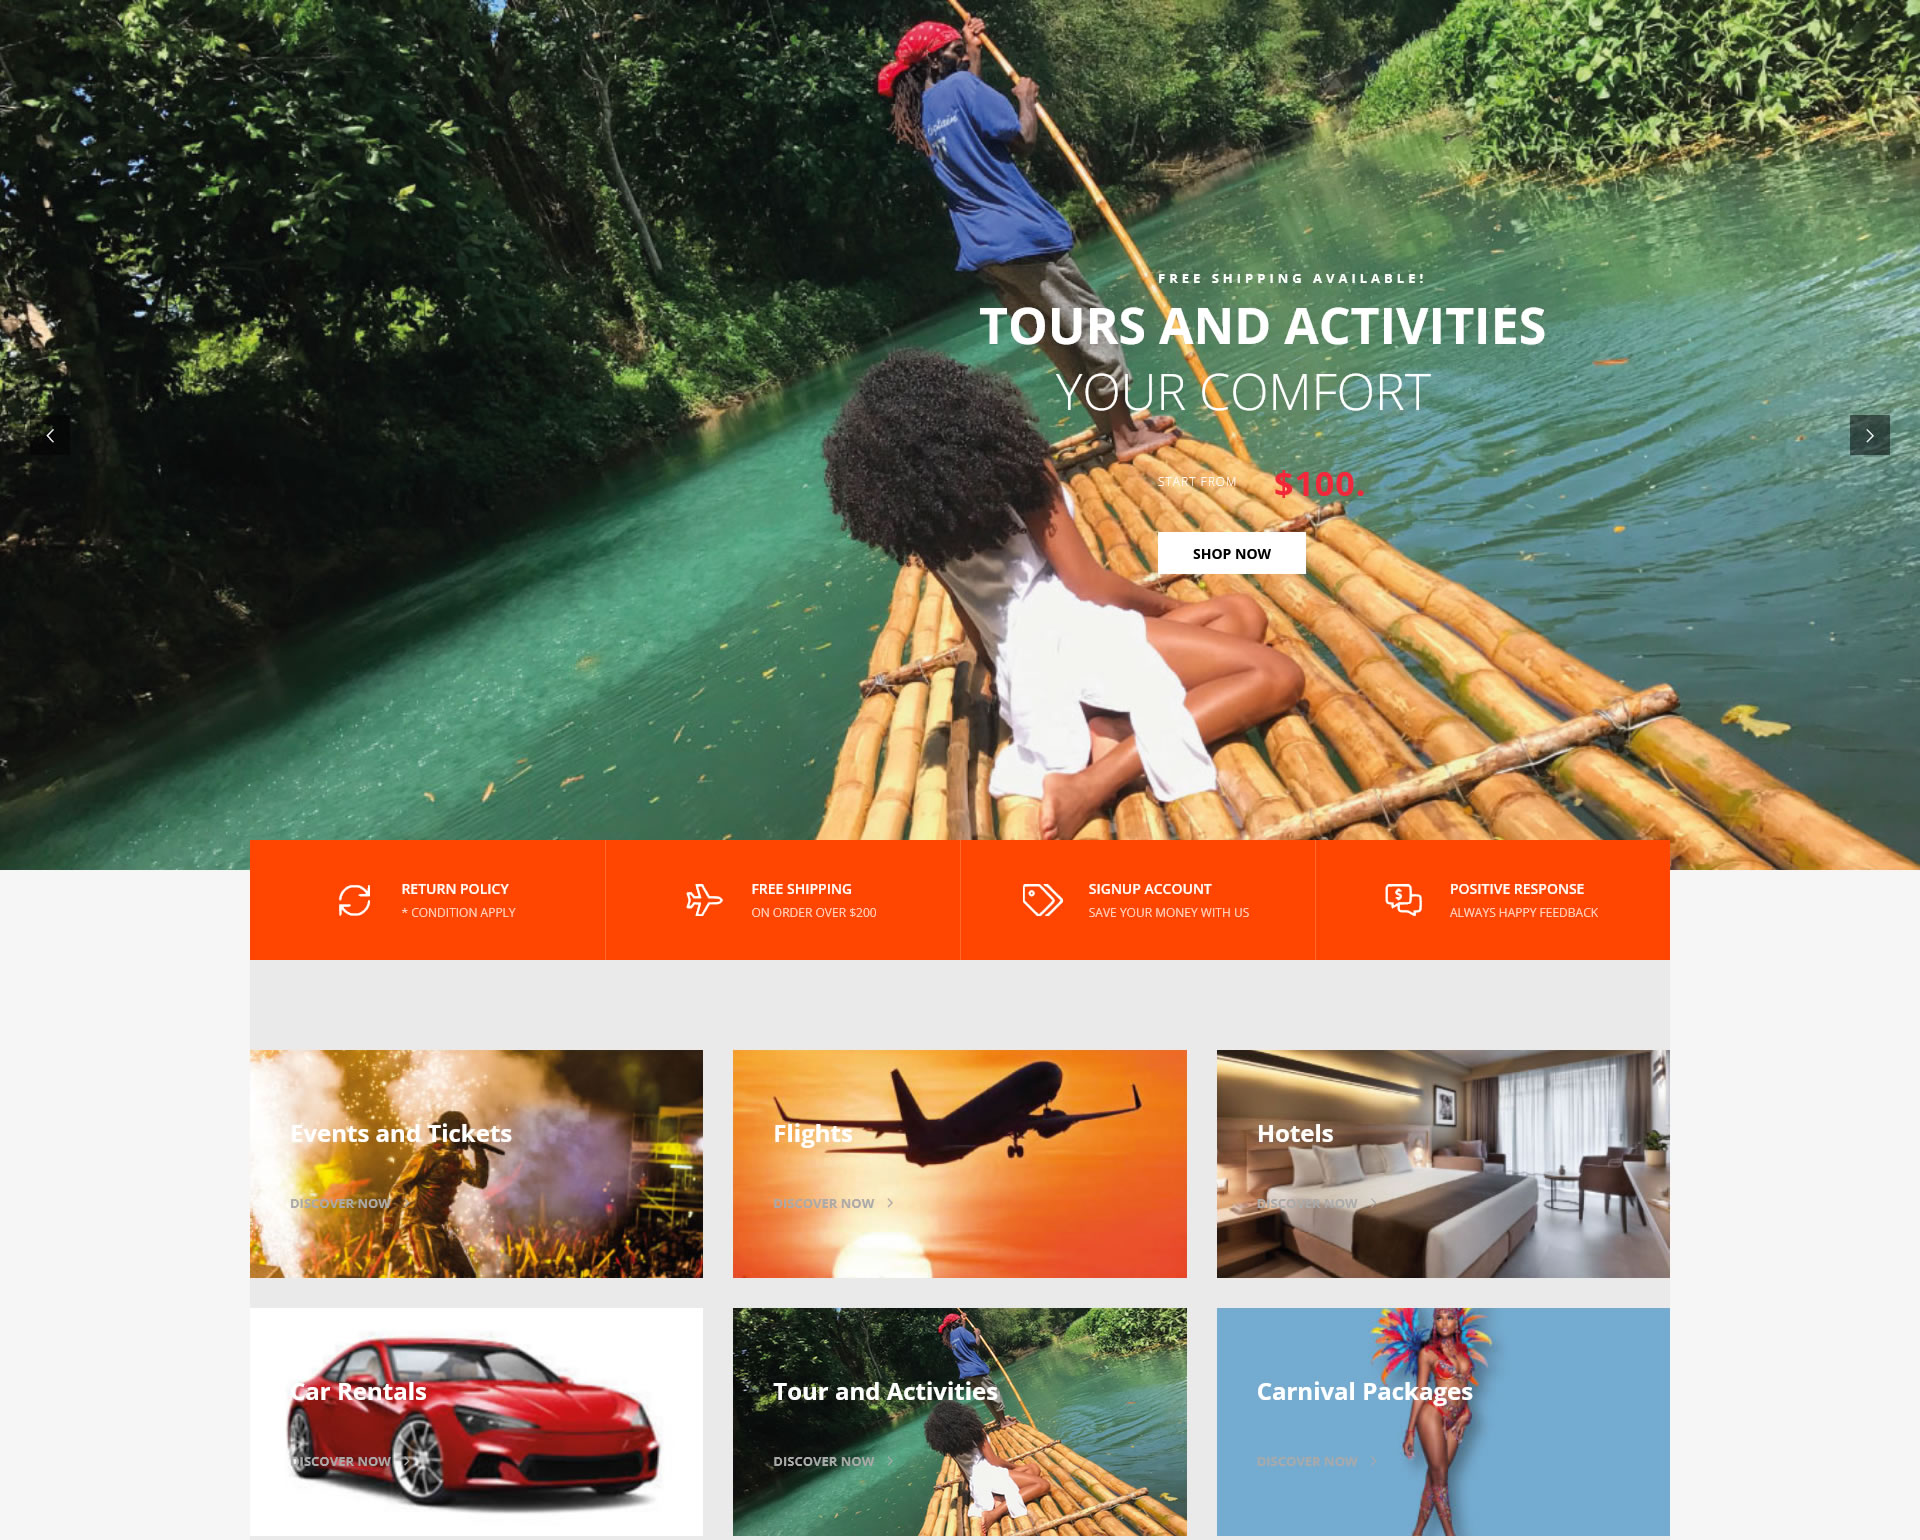 FREE SHIPPING AVAILABLE!
TOURS AND ACTIVITIES
YOUR COMFORT
START FROM $100.
SHOP NOW
RETURN POLICY
* CONDITION APPLY
FREE SHIPPING
ON ORDER OVER $200
SIGNUP ACCOUNT
SAVE YOUR MONEY WITH US
POSITIVE RESPONSE
ALWAYS HAPPY FEEDBACK
Events and Tickets
DISCOVER NOW
Flights
DISCOVER NOW
Hotels
DISCOVER NOW
Car Rentals
DISCOVER NOW
Tour and Activities
DISCOVER NOW
Carnival Packages
DISCOVER NOW